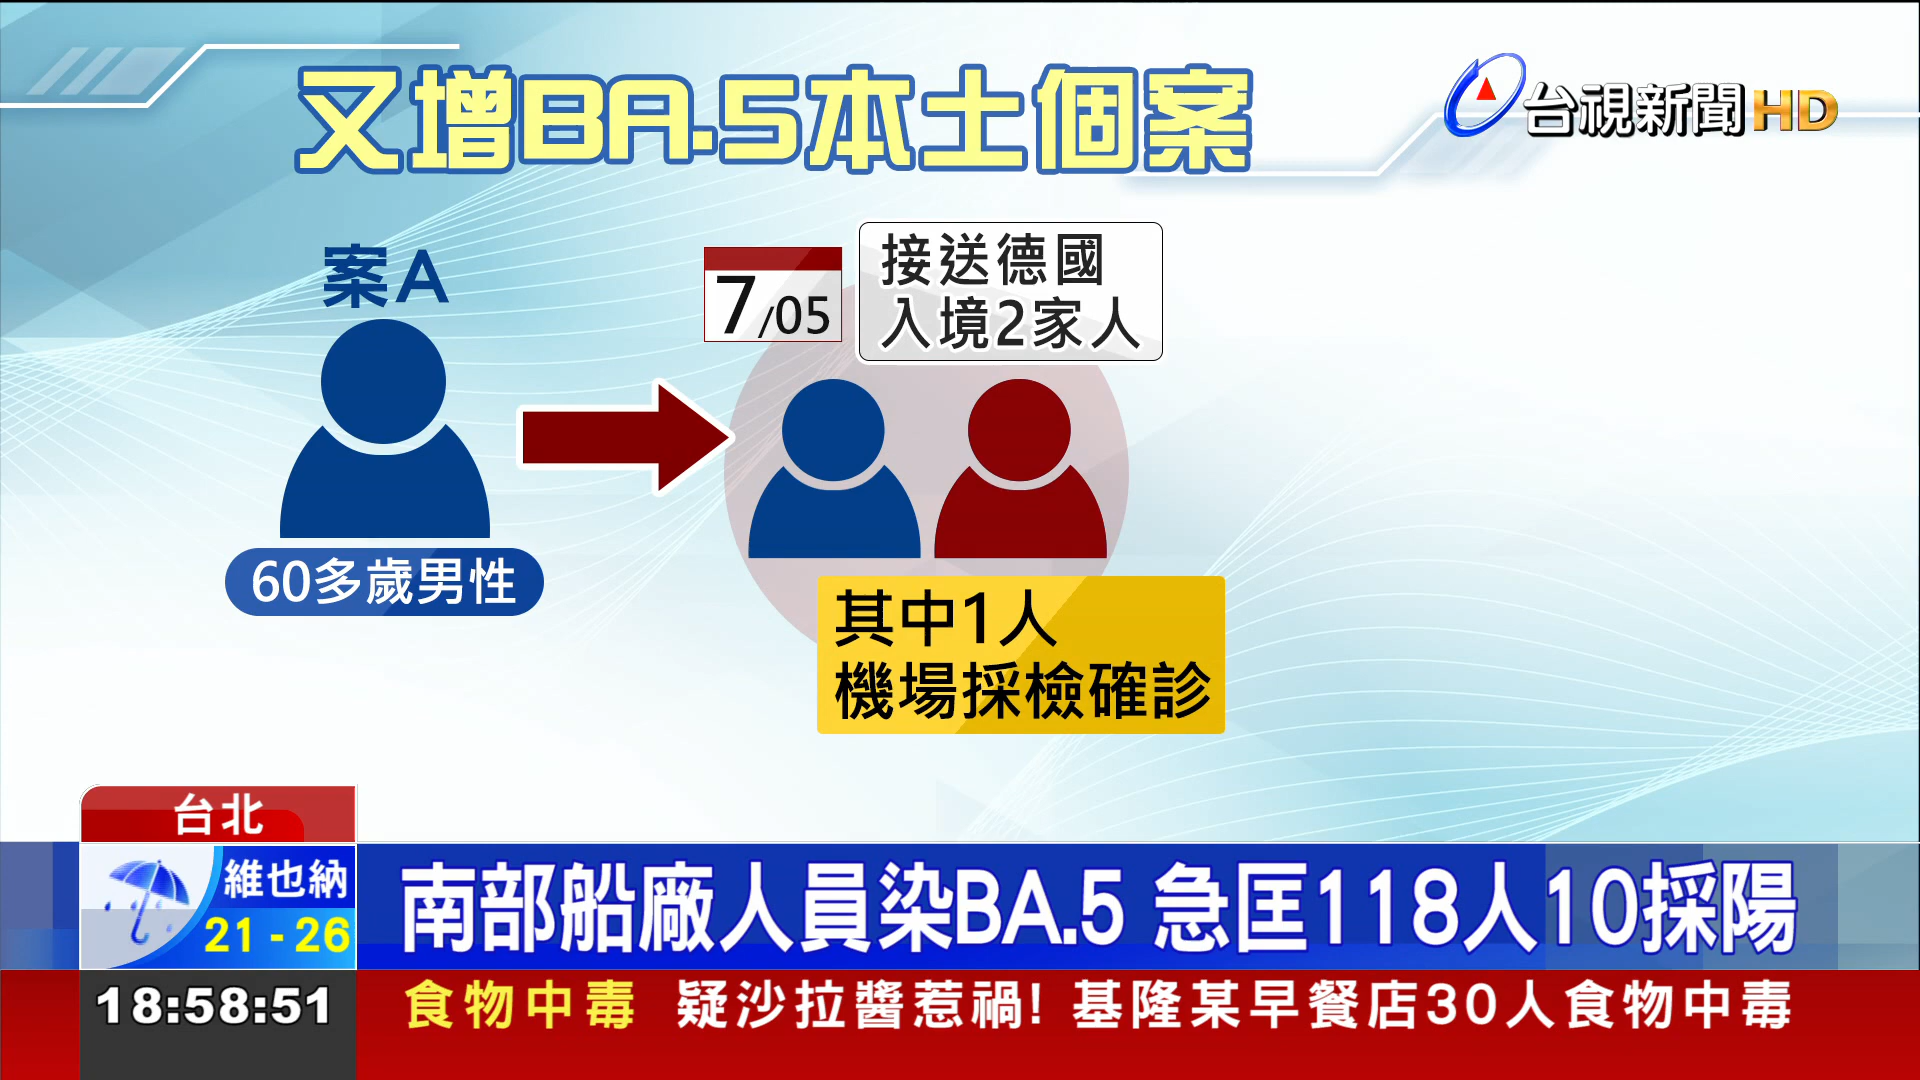 又增BA.5本土個案
台視新聞HD
案A
7/05
接送德國
入境2家人
60多歲男性
其中1人
機場採檢確診
台北
維也納
21-26
南部船廠人員染BA.5 急匡118人10採陽
18:58:51
食物中毒 疑沙拉醬惹禍! 基隆某早餐店30人食物中毒